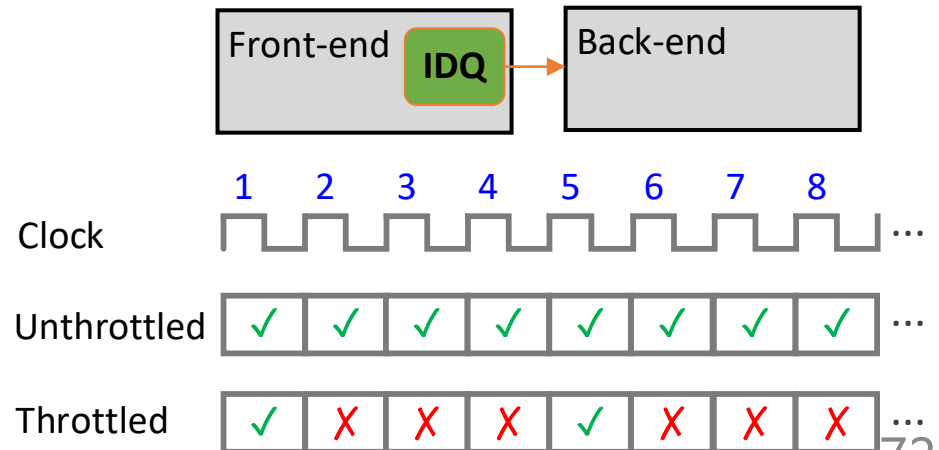 Front-end IDQ Back-end
1 2 3 4 5 6 7 8
Clock ...
Unthrottled ✓ ✓ ✓ ✓ ✓ ✓ ✓ ✓ ...
Throttled ✓ ✗ ✗ ✗ ✓ ✗ ✗ ✗ ...